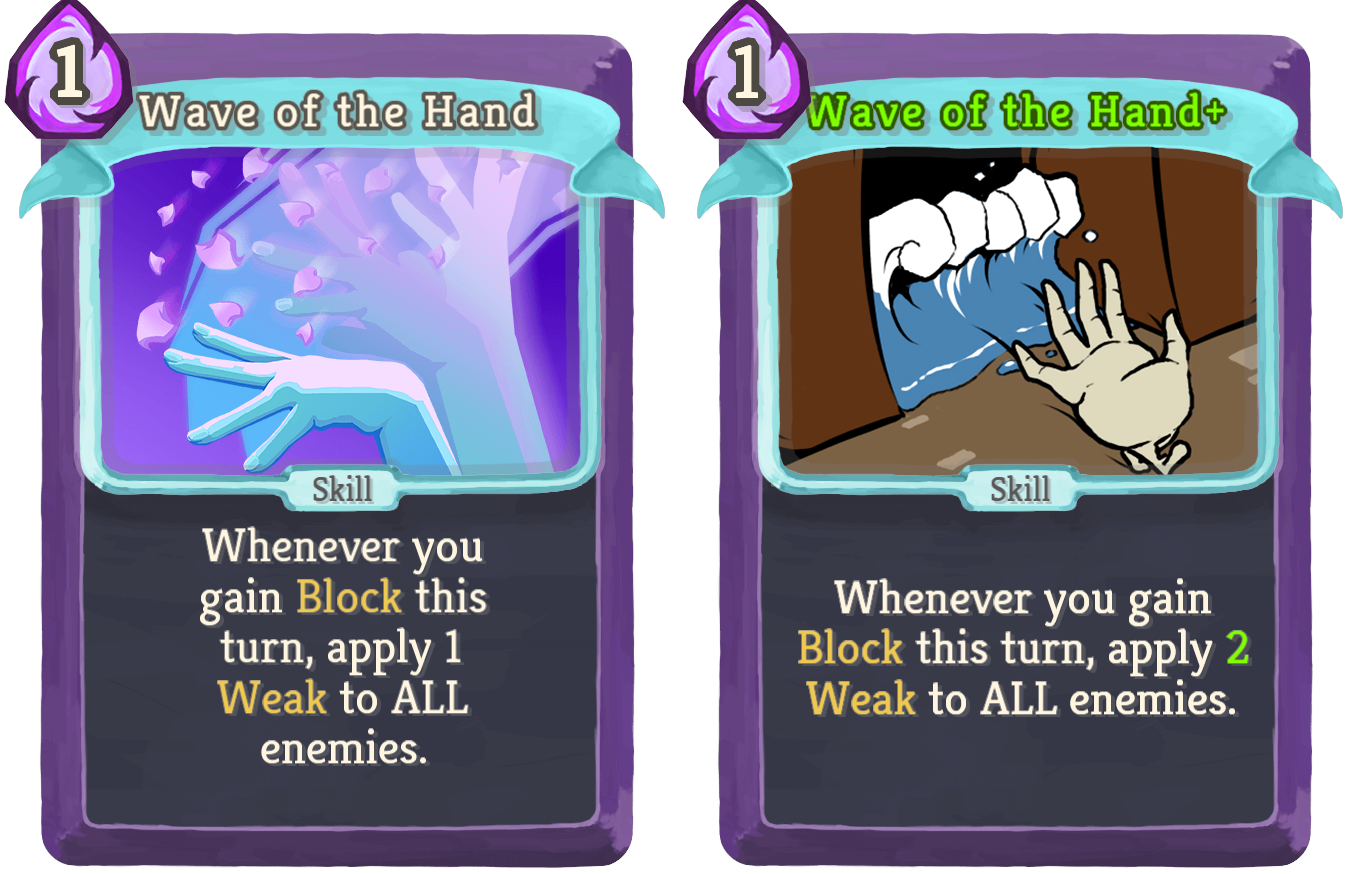 1
Wave of the Hand
Skill
Whenever you
gain Block this
turn, apply 1
Weak to ALL
enemies.
1
Wave of the Hand+
Skill
Whenever you gain
Block this turn, apply 2
Weak to ALL enemies.